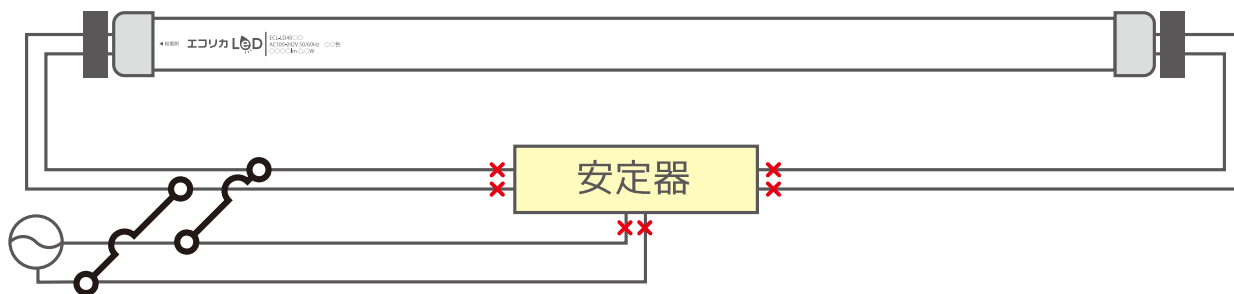 ◀ 給電側 エコリカ LeD
ECL-LD40○○
AC100-242V 50/60Hz ○○色
○○○○lm ○.○W
安定器